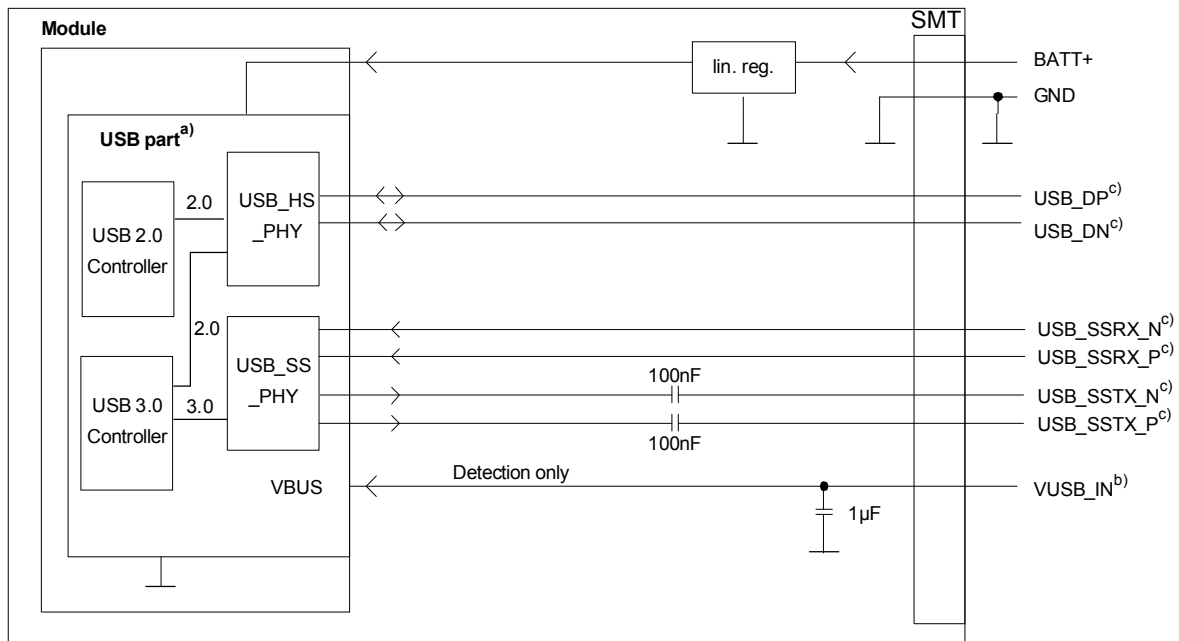 SMT
Module
BATT+
lin. reg.
GND
USB part a)
USB_HS
_PHY
2.0
USB_DP c)
USB 2.0
Controller
USB_DN c)
2.0
USB_SSRX_N c)
USB_SS
_PHY
USB_SSRX_P c)
100nF
USB_SSTX_N c)
USB 3.0
Controller
3.0
USB_SSTX_P c)
100nF
Detection only
VBUS
VUSB_IN b)
1µF